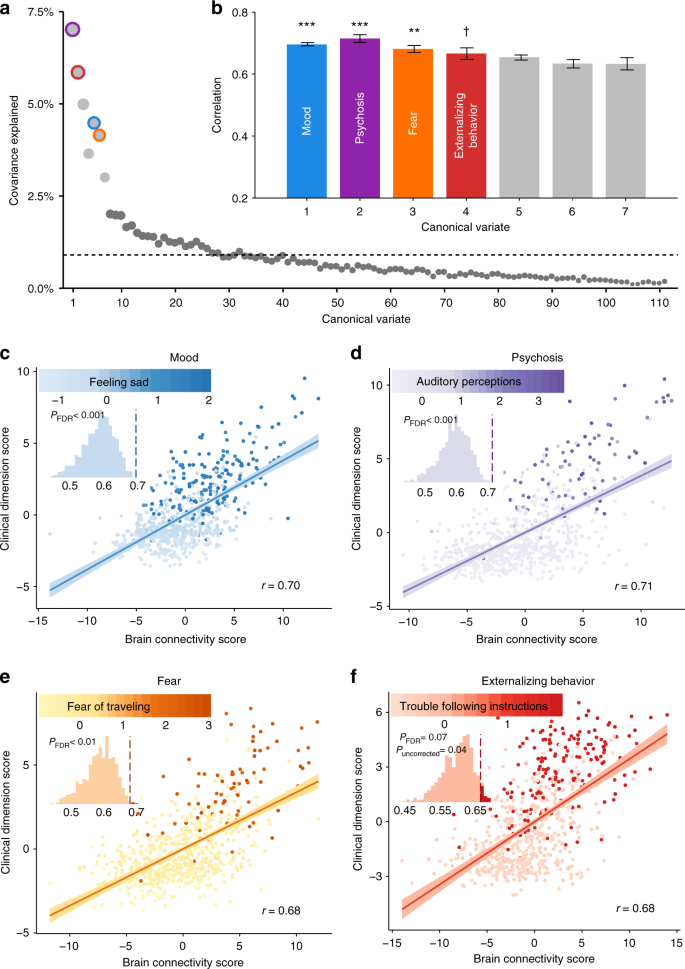 a
7.5%
5.0%
2.5%
0.0%
Covariance explained
1 10 20 30 40 50 60 70 80 90 100 110
Canonical variate
b
0.8
0.6
0.4
0.2
Correlation
*** *** ** †
Mood
Psychosis
Fear
Externalizing
behavior
1 2 3 4 5 6 7
Canonical variate
c
Mood
10
5
0
−5
Clinical dimension score
Feeling sad
−1 0 1 2
PFDR< 0.001
0.5 0.6 0.7
r = 0.70
−15 −10 −5 0 5 10
Brain connectivity score
d
Psychosis
10
5
0
−5
Clinical dimension score
Auditory perceptions
0 1 2 3
PFDR< 0.001
0.5 0.6 0.7
r = 0.71
−10 −5 0 5 10
Brain connectivity score
e
Fear
10
5
0
−5
Clinical dimension score
Fear of traveling
0 1 2 3
PFDR< 0.01
0.5 0.6 0.7
r = 0.68
−10 −5 0 5 10
Brain connectivity score
f
Externalizing behavior
6
3
0
−3
Clinical dimension score
Trouble following instructions
0 1
PFDR= 0.07
Puncorrected= 0.04
0.45 0.55 0.65
r = 0.68
−15 −10 −5 0 5 10 15
Brain connectivity score